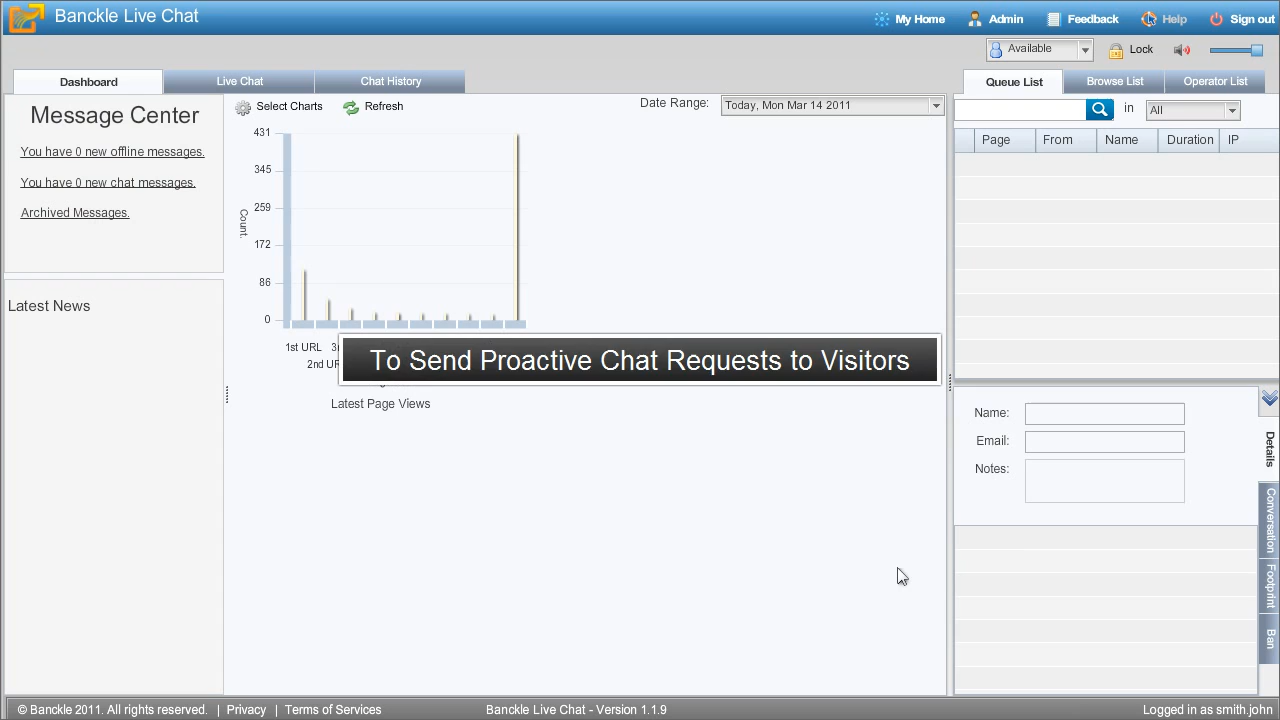 Banckle Live Chat
My Home
Admin
Feedback
Help
Sign out
Available
Lock
Dashboard
Live Chat
Chat History
Queue List
Browse List
Operator List
Message Center
You have 0 new offline messages.
You have 0 new chat messages.
Archived Messages.
Latest News
Select Charts
Refresh
Date Range:
Today, Mon Mar 14 2011
431
345
259
172
86
0
Count.
1st URL
2nd UR
To Send Proactive Chat Requests to Visitors
Latest Page Views
in
All
Page
From
Name
Duration
IP
Name:
Email:
Notes:
Details
Conversation
Footprint
Ban
© Banckle 2011. All rights reserved. | Privacy | Terms of Services
Banckle Live Chat - Version 1.1.9
Logged in as smith.john